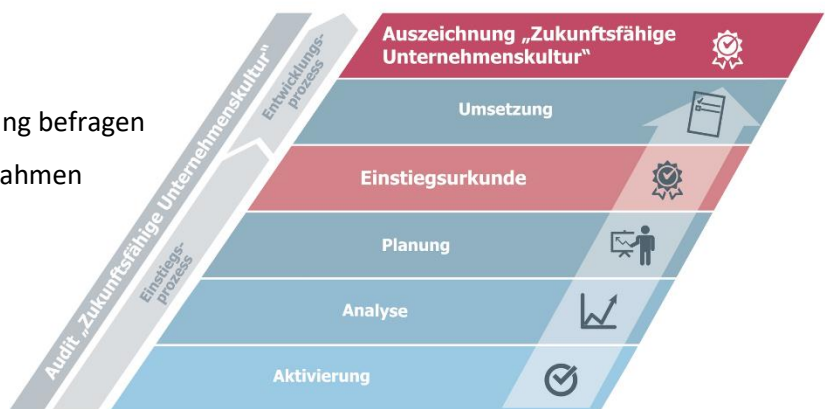 Auszeichnung „Zukunftsfähige
Unternehmenskultur“
Umsetzung
Einstiegsurkunde
Planung
Analyse
Aktivierung
Audit „Zukunftsfähige Unternehmenskultur“
Entwicklungs-
prozess
Einstiegs-
prozess
ng befragen
ahmen